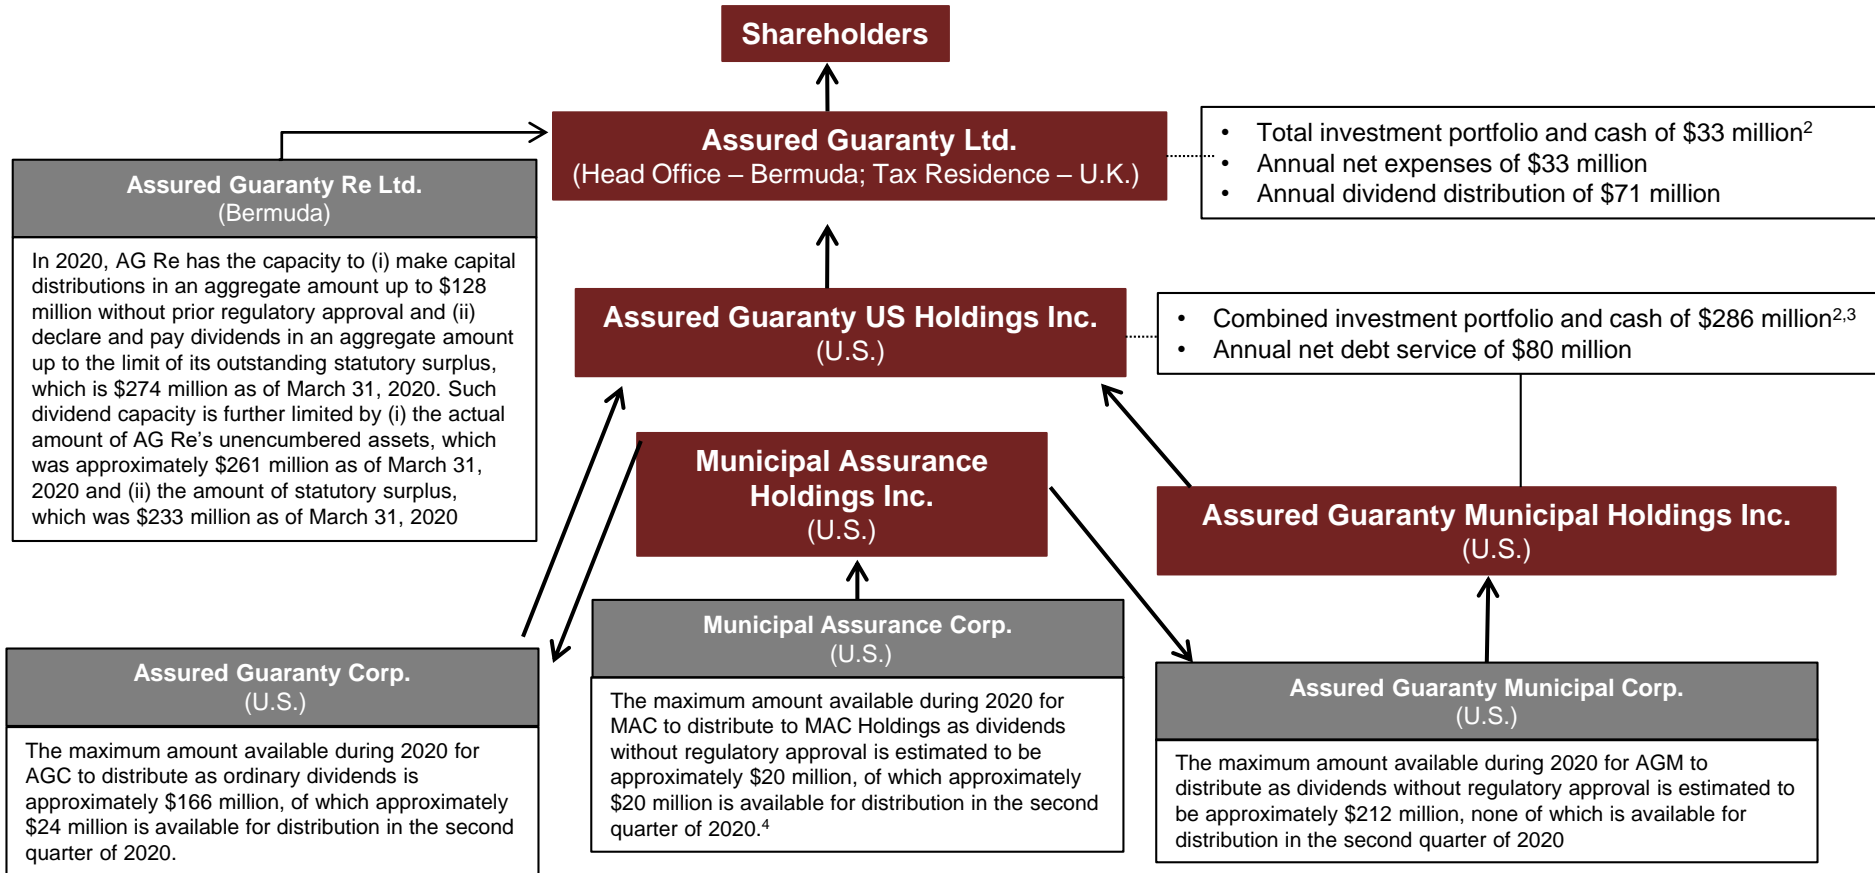 Shareholders
Assured Guaranty Ltd.
(Head Office – Bermuda; Tax Residence – U.K.)
• Total investment portfolio and cash of $33 million2
• Annual net expenses of $33 million
• Annual dividend distribution of $71 million
Assured Guaranty Re Ltd.
(Bermuda)
In 2020, AG Re has the capacity to (i) make capital
distributions in an aggregate amount up to $128
million without prior regulatory approval and (ii)
declare and pay dividends in an aggregate amount
up to the limit of its outstanding statutory surplus,
which is $274 million as of March 31, 2020. Such
dividend capacity is further limited by (i) the actual
amount of AG Re's unencumbered assets, which
was approximately $261 million as of March 31,
2020 and (ii) the amount of statutory surplus,
which was $233 million as of March 31, 2020
Assured Guaranty US Holdings Inc.
(U.S.)
• Combined investment portfolio and cash of $286 million2,3
• Annual net debt service of $80 million
Municipal Assurance
Holdings Inc.
(U.S.)
Assured Guaranty Municipal Holdings Inc.
(U.S.)
Assured Guaranty Corp.
(U.S.)
The maximum amount available during 2020 for
AGC to distribute as ordinary dividends is
approximately $166 million, of which approximately
$24 million is available for distribution in the second
quarter of 2020.
Municipal Assurance Corp.
(U.S.)
The maximum amount available during 2020 for
MAC to distribute to MAC Holdings as dividends
without regulatory approval is estimated to be
approximately $20 million, of which approximately
$20 million is available for distribution in the second
quarter of 2020.4
Assured Guaranty Municipal Corp.
(U.S.)
The maximum amount available during 2020 for AGM to
distribute as dividends without regulatory approval is estimated to
be approximately $212 million, none of which is available for
distribution in the second quarter of 2020